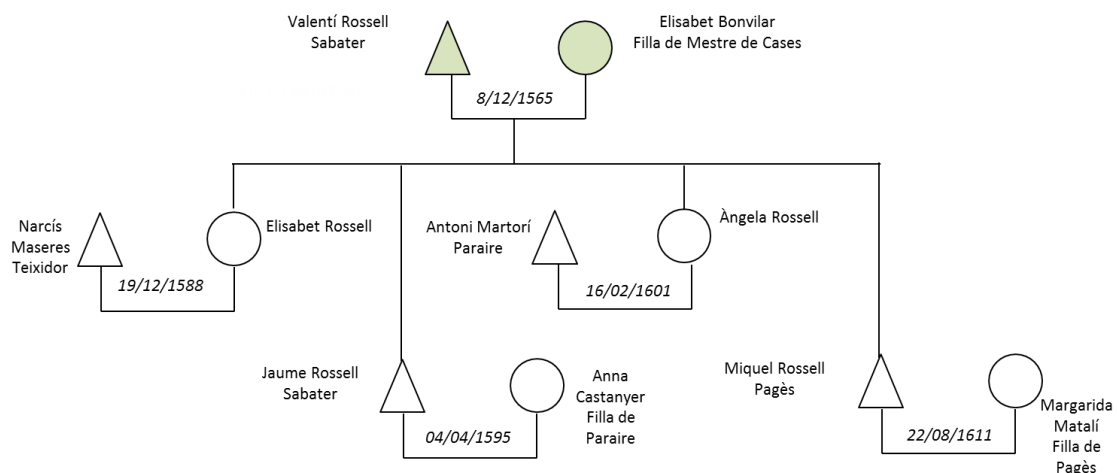 Valentí Rossell
Sabater
Elisabet Bonvilar
Filla de Mestre de Cases
8/12/1565
Narcís
Maseres
Teixidor
Elisabet Rossell
19/12/1588
Antoni Martorí
Paraire
Àngela Rossell
16/02/1601
Jaume Rossell
Sabater
Anna
Castanyer
Filla de
Paraire
04/04/1595
Miquel Rossell
Pagès
Margarida
Matalí
Filla de
Pagès
22/08/1611